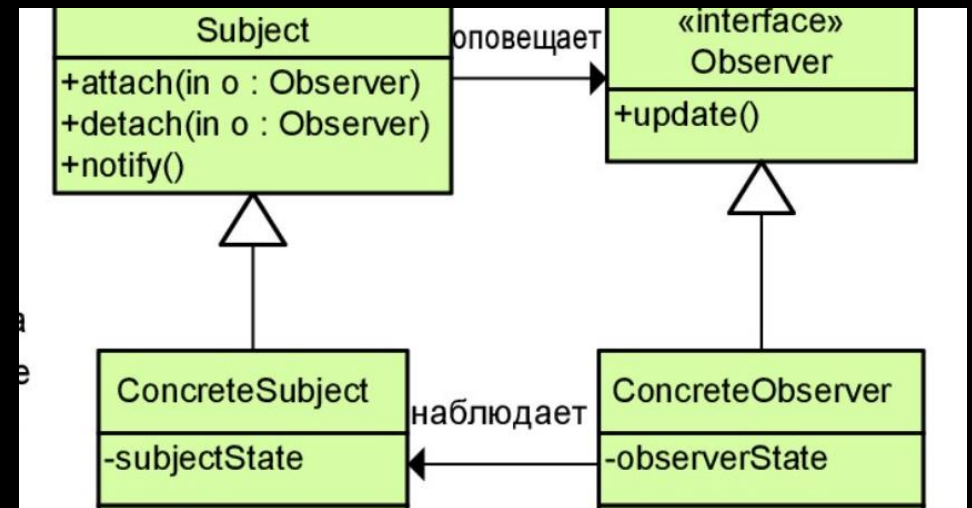 Subject
+attach(in o : Observer)
+detach(in o : Observer)
+notify()
оповещает
«interface»
Observer
+update()
ConcreteSubject
-subjectState
наблюдает
ConcreteObserver
-observerState